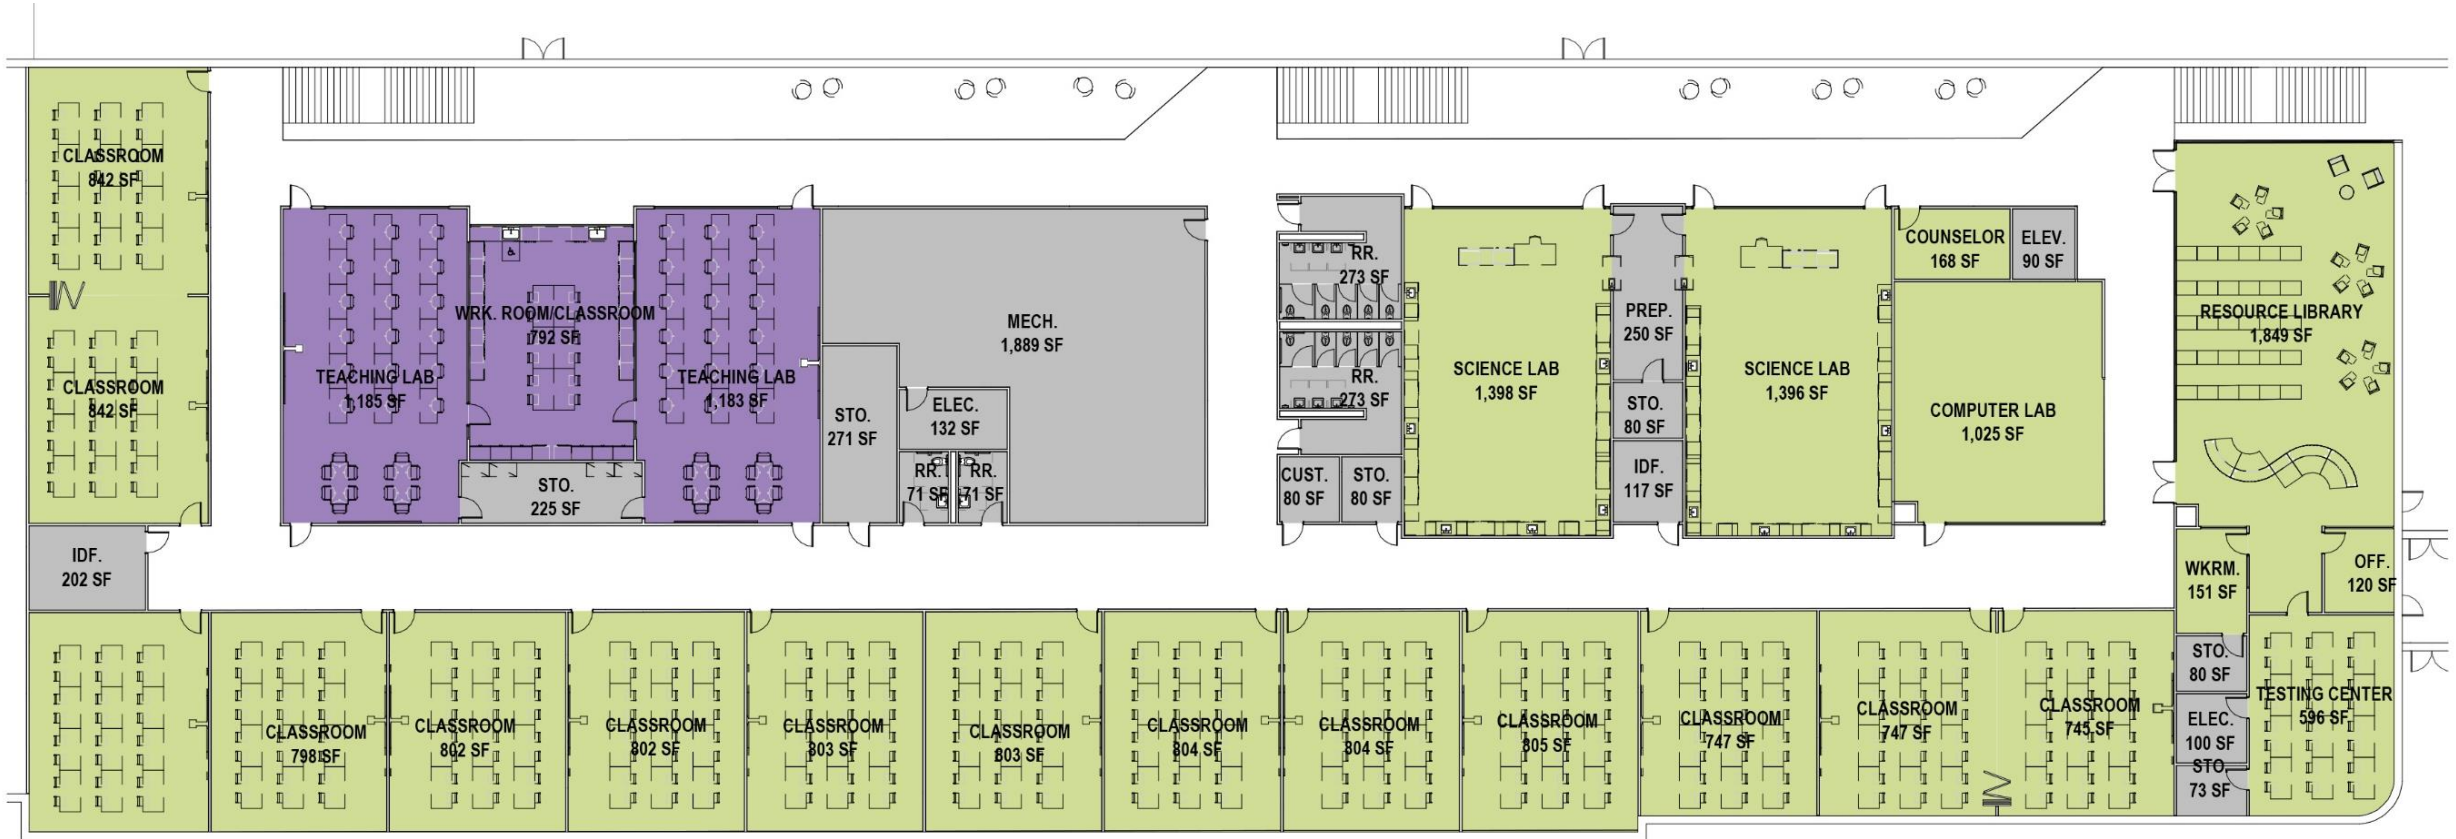 CLASSROOM
842 SF
CLASSROOM
842 SF
IDF.
202 SF
TEACHING LAB
1,185 SF
WRK. ROOM/CLASSROOM
792 SF
TEACHING LAB
1,183 SF
STO.
225 SF
STO.
271 SF
MECH.
1,889 SF
ELEC.
132 SF
RR.
71 SF
RR.
71 SF
RR.
273 SF
RR.
273 SF
CUST.
80 SF
STO.
80 SF
SCIENCE LAB
1,398 SF
PREP.
250 SF
STO.
80 SF
IDF.
117 SF
SCIENCE LAB
1,396 SF
COUNSELOR
168 SF
ELEV.
90 SF
COMPUTER LAB
1,025 SF
RESOURCE LIBRARY
1,849 SF
WKRM.
151 SF
OFF.
120 SF
STO.
80 SF
ELEC.
100 SF
STO.
73 SF
TESTING CENTER
596 SF
CLASSROOM
798 SF
CLASSROOM
802 SF
CLASSROOM
802 SF
CLASSROOM
803 SF
CLASSROOM
803 SF
CLASSROOM
804 SF
CLASSROOM
804 SF
CLASSROOM
805 SF
CLASSROOM
747 SF
CLASSROOM
747 SF
CLASSROOM
745 SF